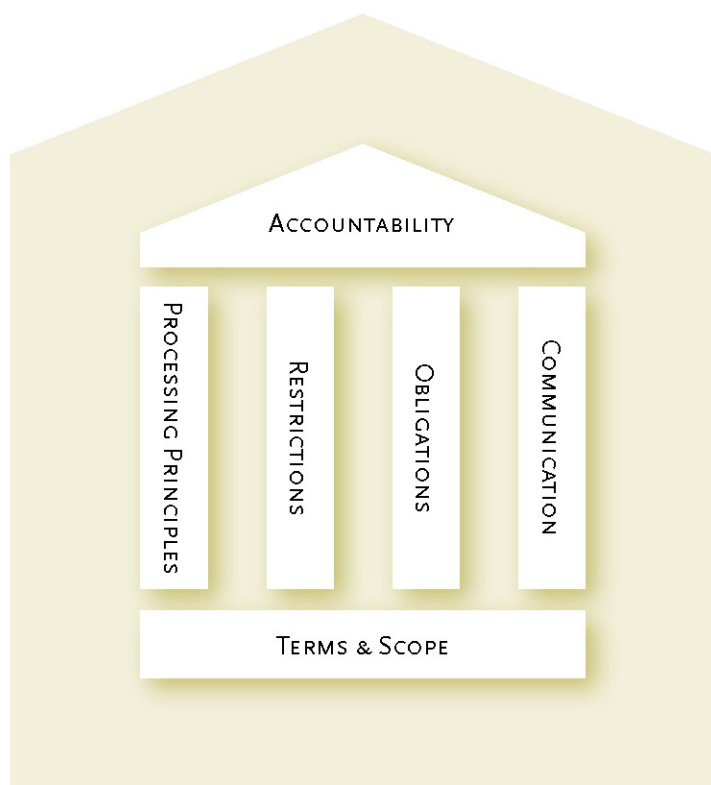 ACCOUNTABILITY
PROCESSING PRINCIPLES
RESTRICTIONS
OBLIGATIONS
COMMUNICATION
TERMS & SCOPE